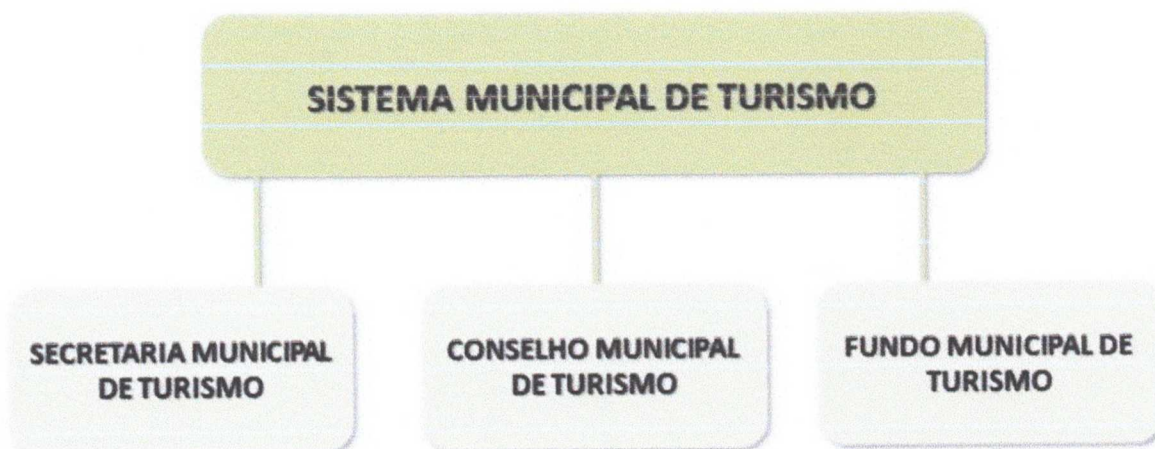 SISTEMA MUNICIPAL DE TURISMO
SECRETARIA MUNICIPAL
DE TURISMO
CONSELHO MUNICIPAL
DE TURISMO
FUNDO MUNICIPAL DE
TURISMO